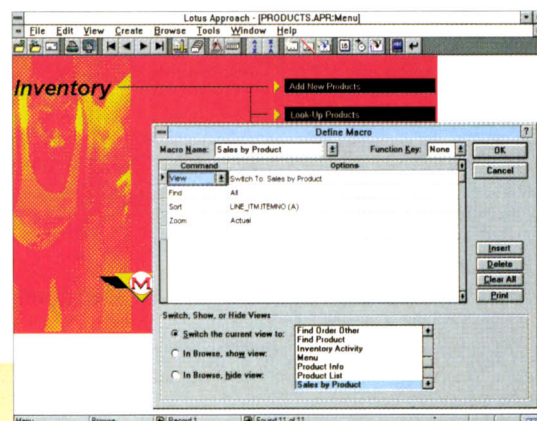 Lotus Approach - [PRODUCTS.APR:Menu]
File Edit View Create Browse Tools Window Help
Inventory
Add New Products
Look-Up Products
Define Macro
Macro Name: Sales by Product Function Key: None OK
Command Options Cancel
View Switch To: Sales by Product
Find All
Sort LINE_ITM.ITEMNO (A)
Zoom Actual
Insert
Delete
Clear All
Print
M
Switch, Show, or Hide Views
Switch the current view to:
In Browse, show view:
In Browse, hide view:
Find Order Other
Find Product
Inventory Activity
Menu
Product Info
Product List
Sales by Product
Menu Browse Record 1 Found 11 of 11